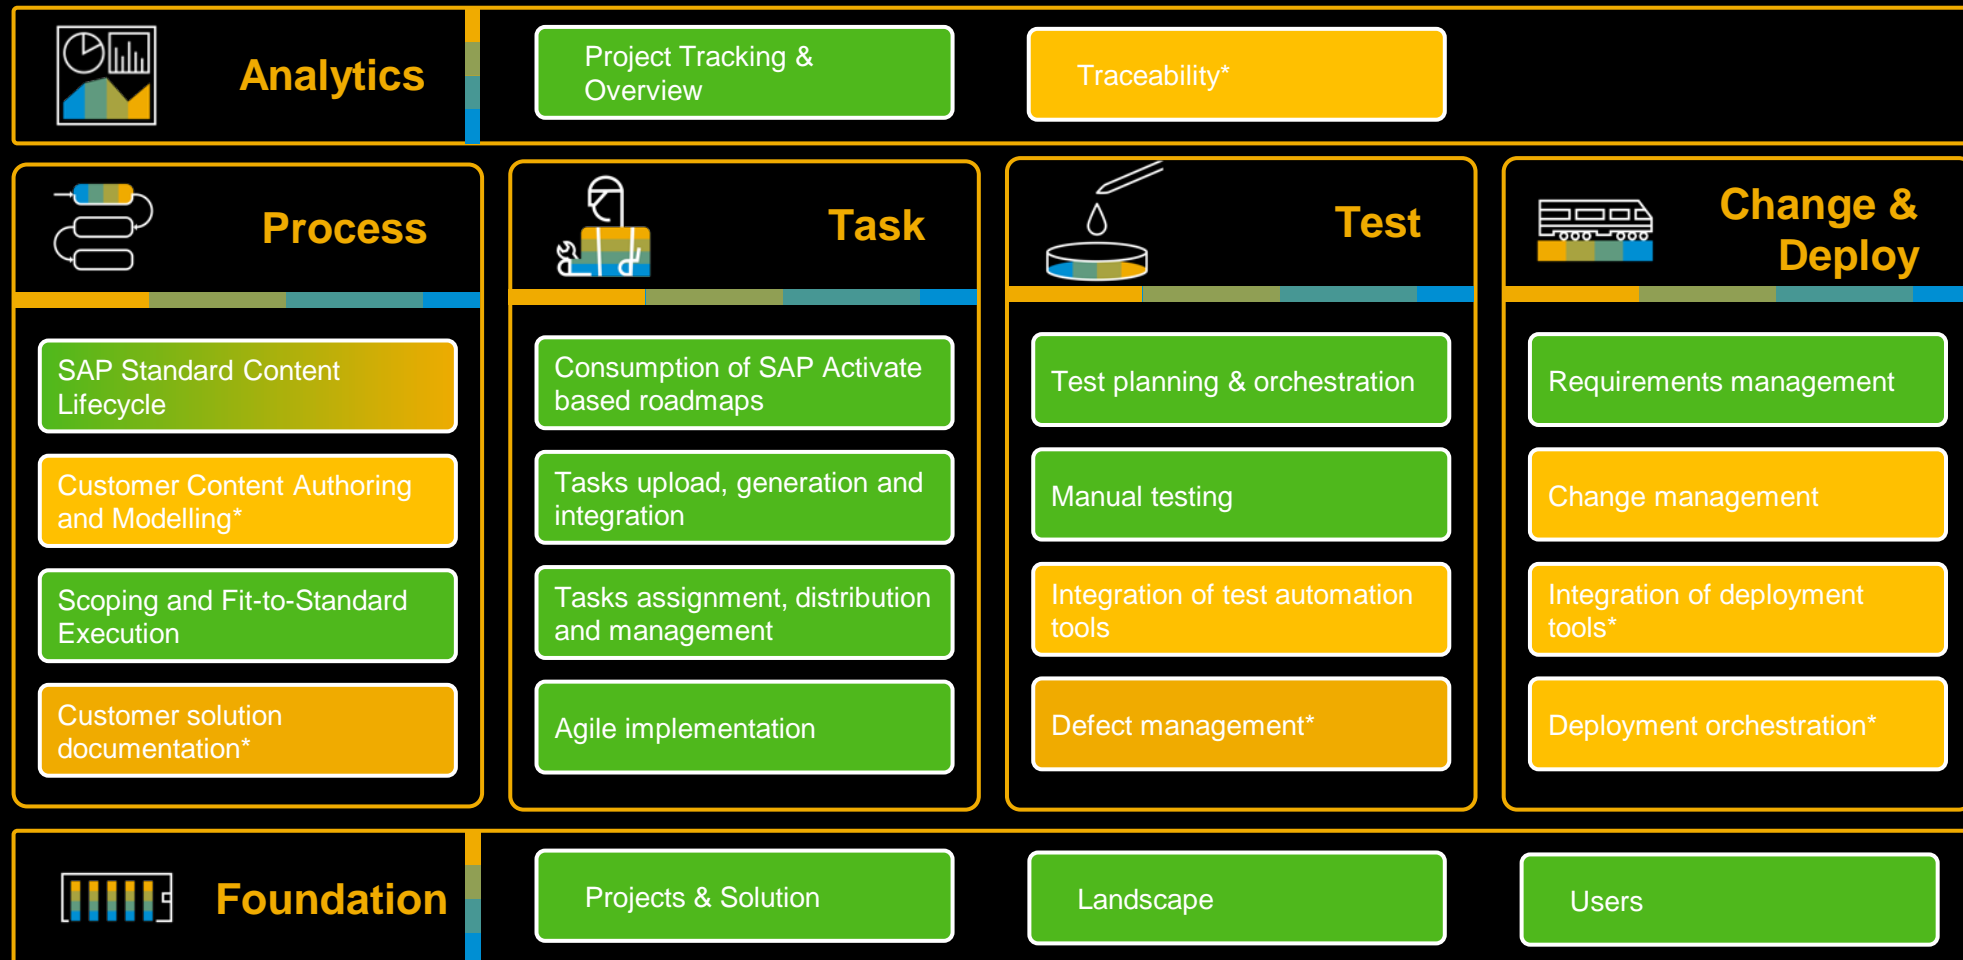 Analytics
Project Tracking &
Overview
Traceability*
Process
SAP Standard Content
Lifecycle
Customer Content Authoring
and Modelling*
Scoping and Fit-to-Standard
Execution
Customer solution
documentation*
Task
Consumption of SAP Activate
based roadmaps
Tasks upload, generation and
integration
Tasks assignment, distribution
and management
Agile implementation
Test
Test planning & orchestration
Manual testing
Integration of test automation
tools
Defect management*
Change &
Deploy
Requirements management
Change management
Integration of deployment
tools*
Deployment orchestration*
Foundation
Projects & Solution
Landscape
Users